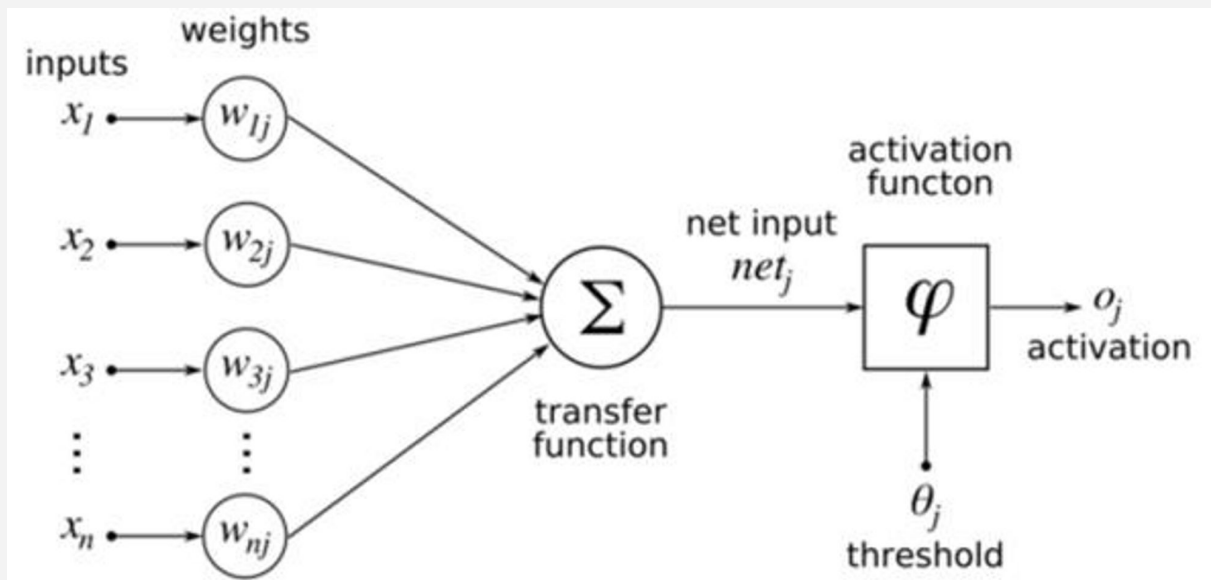 weights
inputs
x₁
w₁ⱼ
x₂
w₂ⱼ
x₃
w₃ⱼ
⋮ ⋮
xₙ
wₙⱼ
Σ
transfer
function
net input
netⱼ
activation
functon
φ
oⱼ
activation
θⱼ
threshold